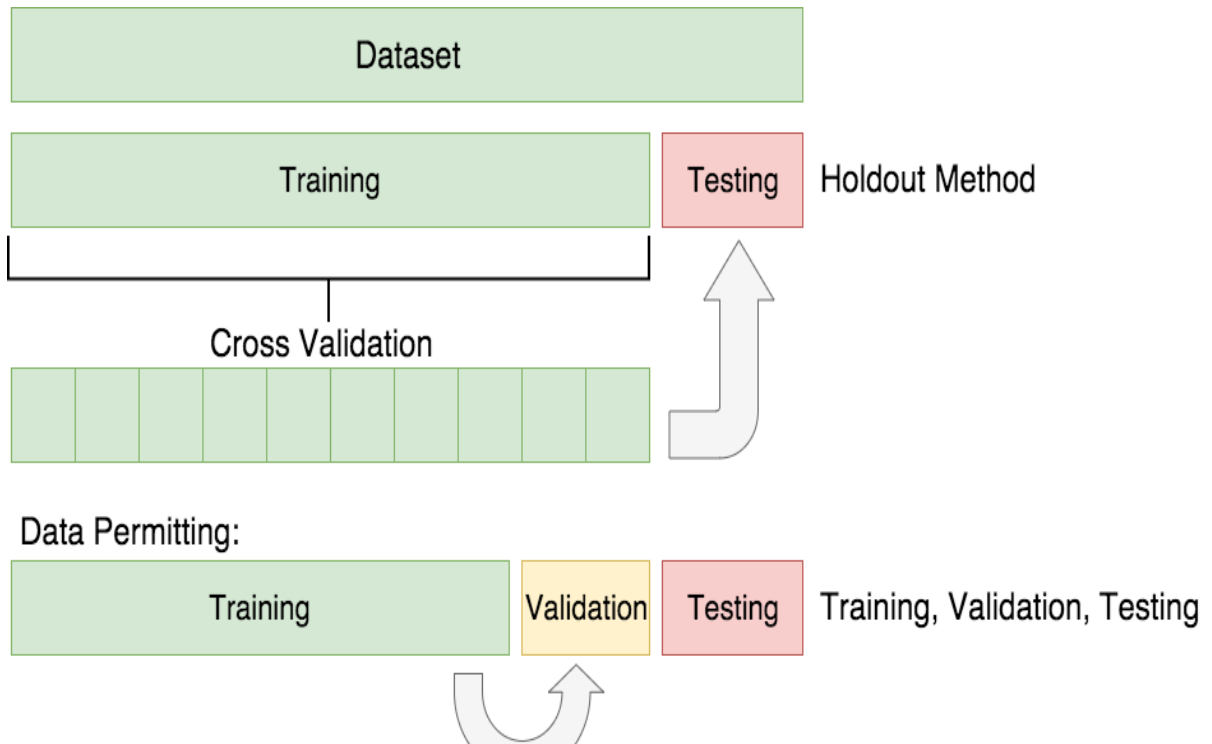 Dataset
Training
Testing
Holdout Method
Cross Validation
Data Permitting:
Training
Validation
Testing
Training, Validation, Testing